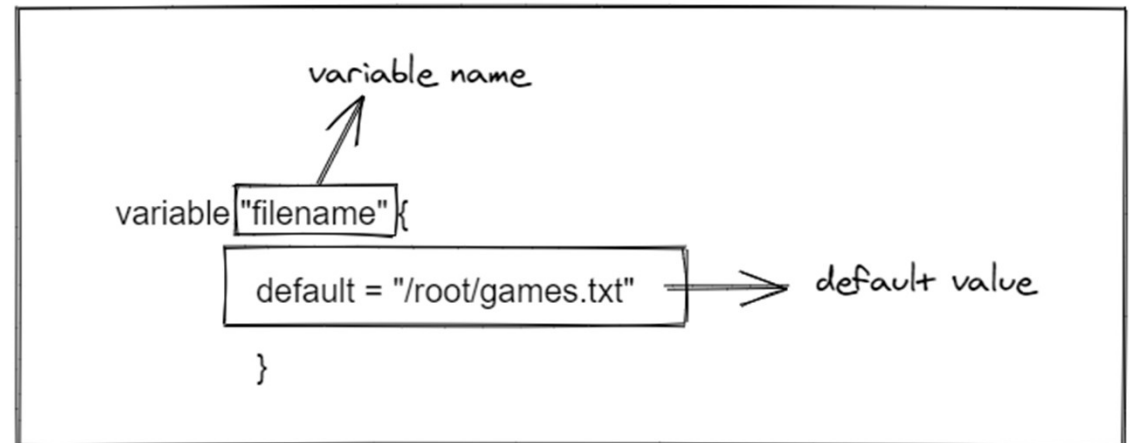 variable name
variable "filename" {
default = "/root/games.txt"
default value
}